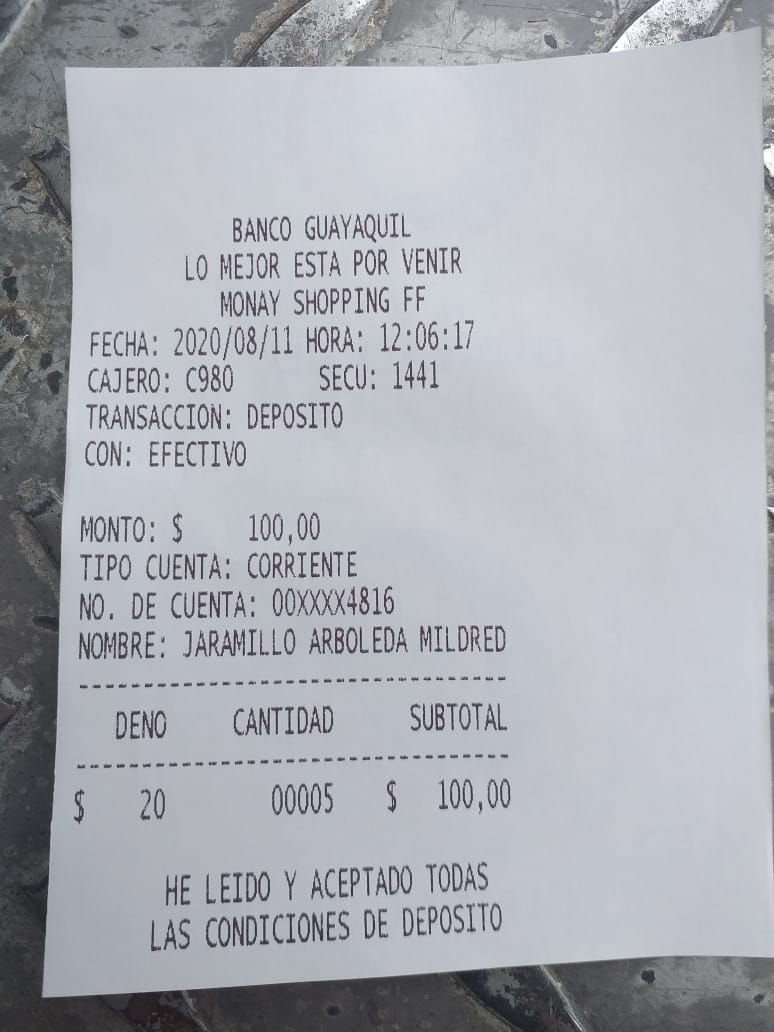 BANCO GUAYAQUIL
LO MEJOR ESTA POR VENIR
MONAY SHOPPING FF
FECHA: 2020/08/11 HORA: 12:06:17
CAJERO: C980 SECU: 1441
TRANSACCION: DEPOSITO
CON: EFECTIVO
MONTO: $ 100,00
TIPO CUENTA: CORRIENTE
NO. DE CUENTA: 00XXXX4816
NOMBRE: JARAMILLO ARBOLEDA MILDRED
-----------------------------------
DENO CANTIDAD SUBTOTAL
-----------------------------------
$ 20 00005 $ 100,00
HE LEIDO Y ACEPTADO TODAS
LAS CONDICIONES DE DEPOSITO